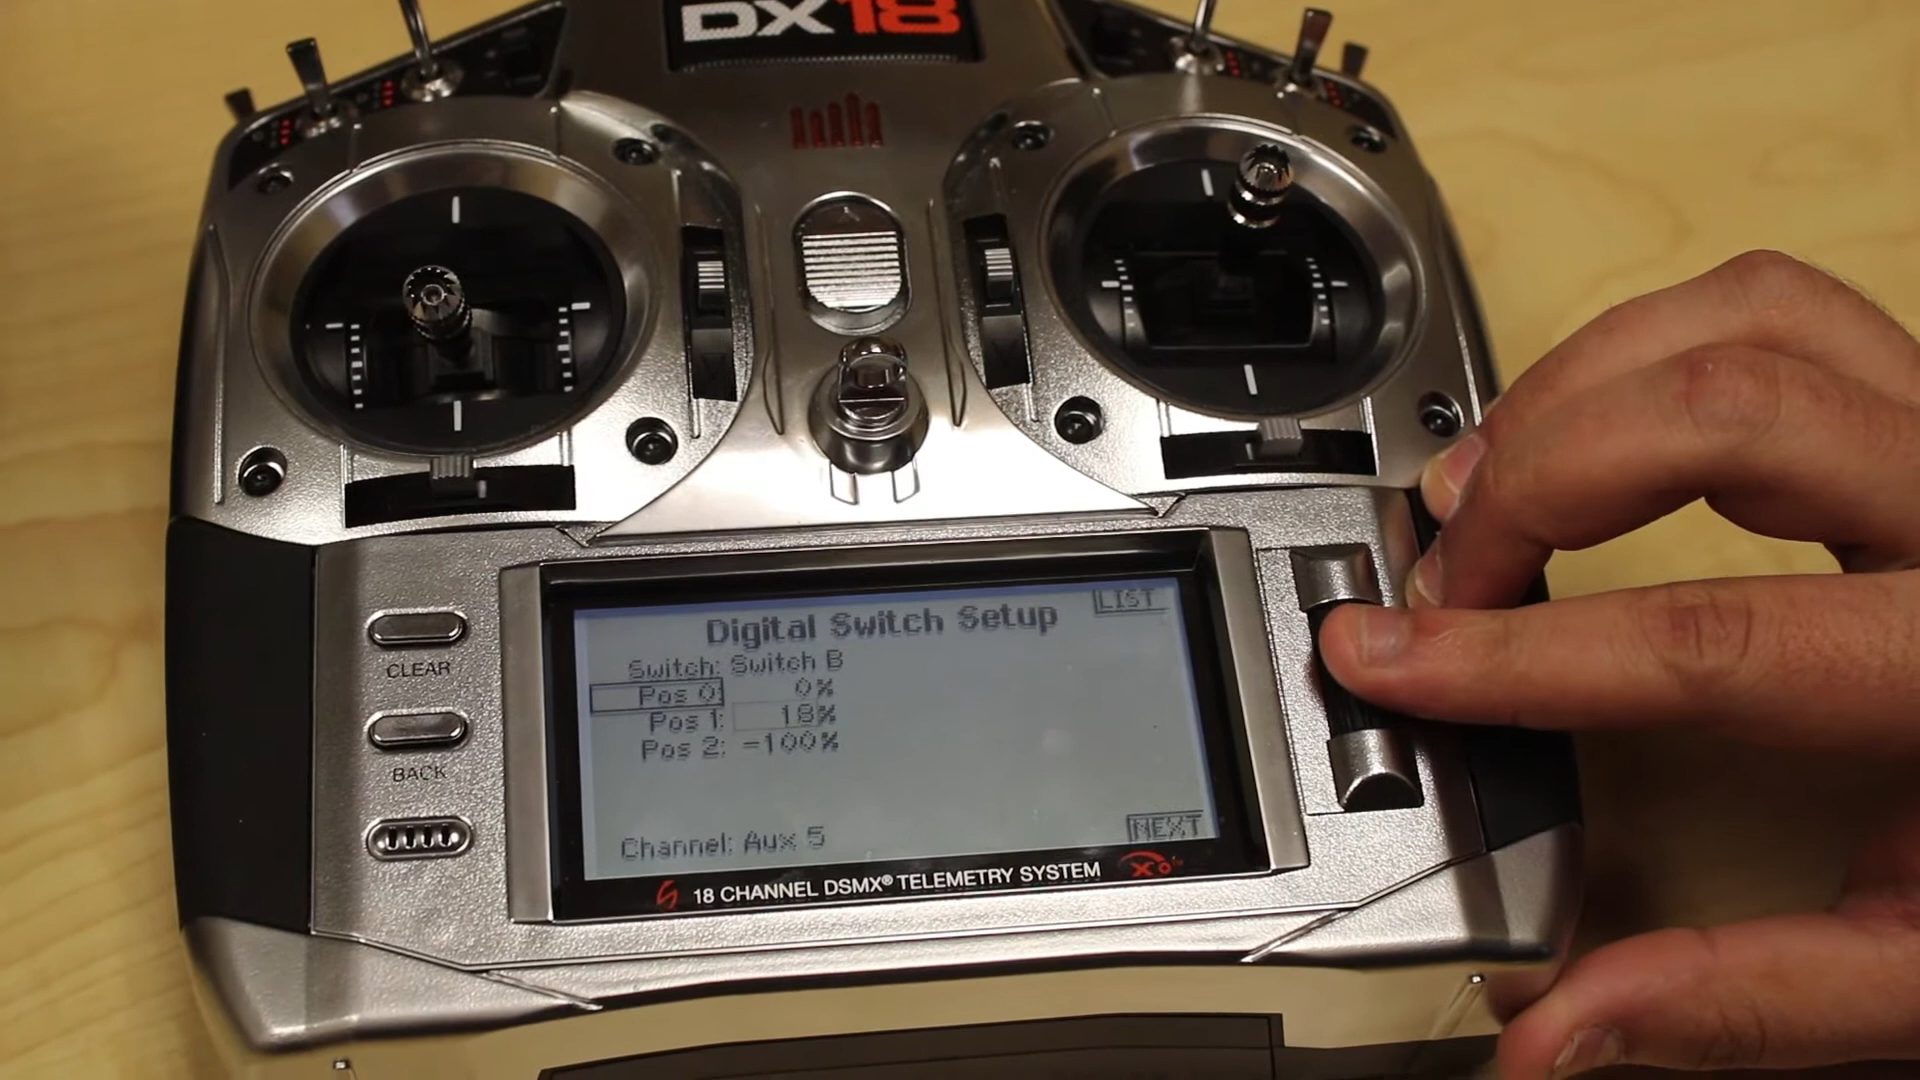 DX18
LIST
Digital Switch Setup
Switch: Switch B
Pos 0: 0%
Pos 1: 18%
Pos 2: -100%
Channel: Aux 5
NEXT
CLEAR
BACK
18 CHANNEL DSMX® TELEMETRY SYSTEM